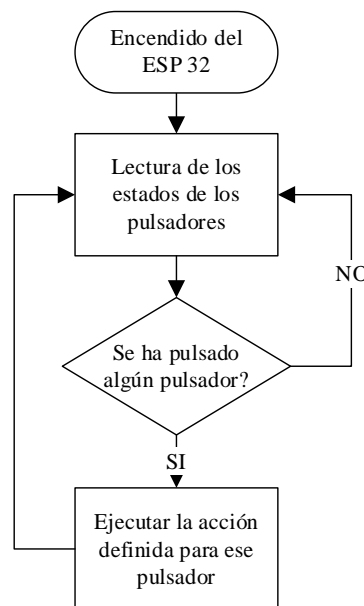 Encendido del
ESP 32
Lectura de los
estados de los
pulsadores
NO
Se ha pulsado
algún pulsador?
SI
Ejecutar la acción
definida para ese
pulsador